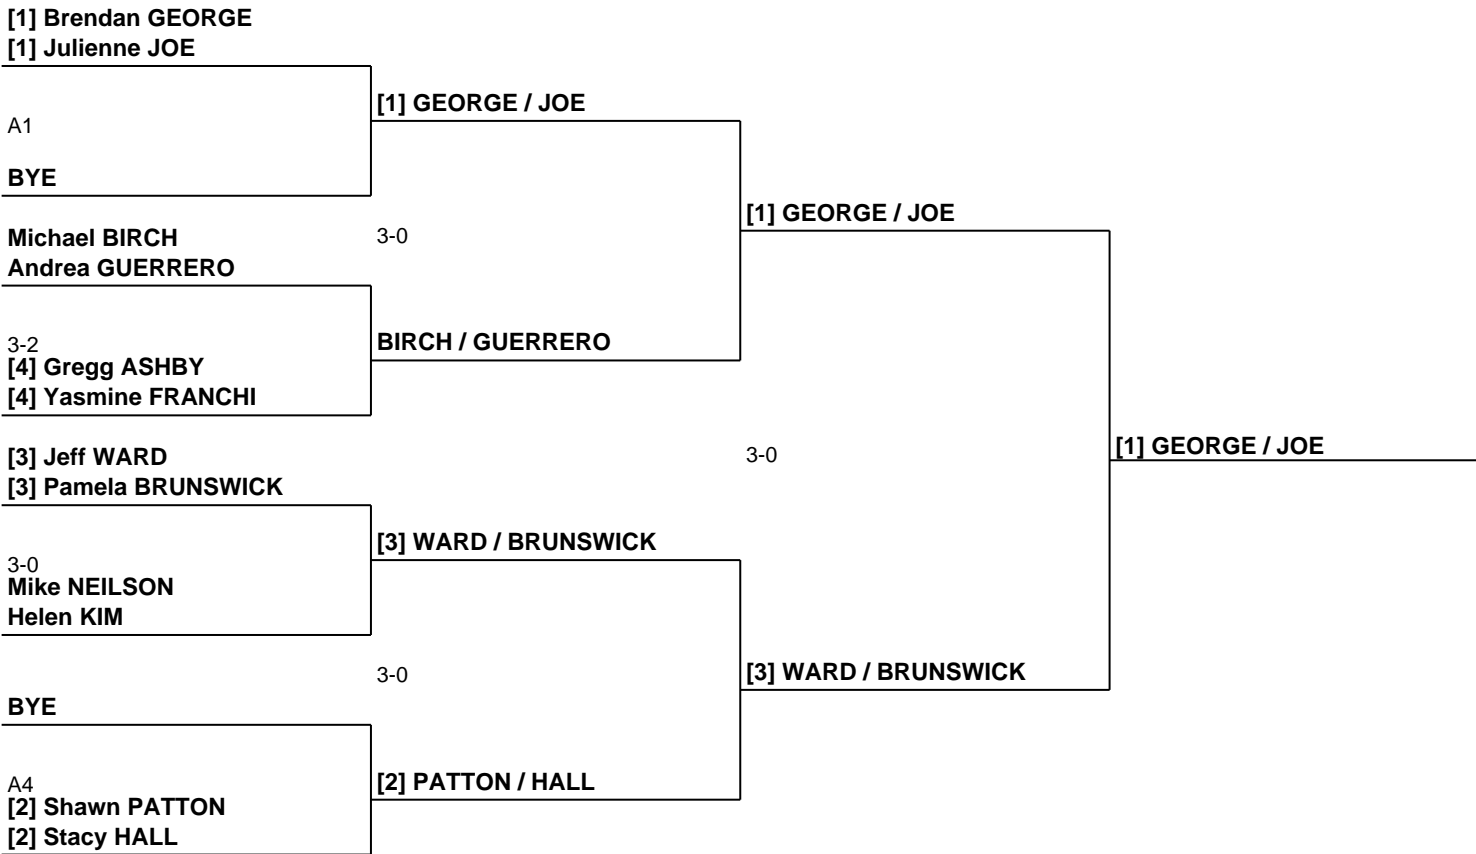 [1] Brendan GEORGE
[1] Julienne JOE
[1] GEORGE / JOE
A1
BYE
[1] GEORGE / JOE
Michael BIRCH
3-0
Andrea GUERRERO
3-2
BIRCH / GUERRERO
[4] Gregg ASHBY
[4] Yasmine FRANCHI
[1] GEORGE / JOE
[3] Jeff WARD
3-0
[3] Pamela BRUNSWICK
[3] WARD / BRUNSWICK
3-0
Mike NEILSON
Helen KIM
3-0
[3] WARD / BRUNSWICK
BYE
A4
[2] PATTON / HALL
[2] Shawn PATTON
[2] Stacy HALL